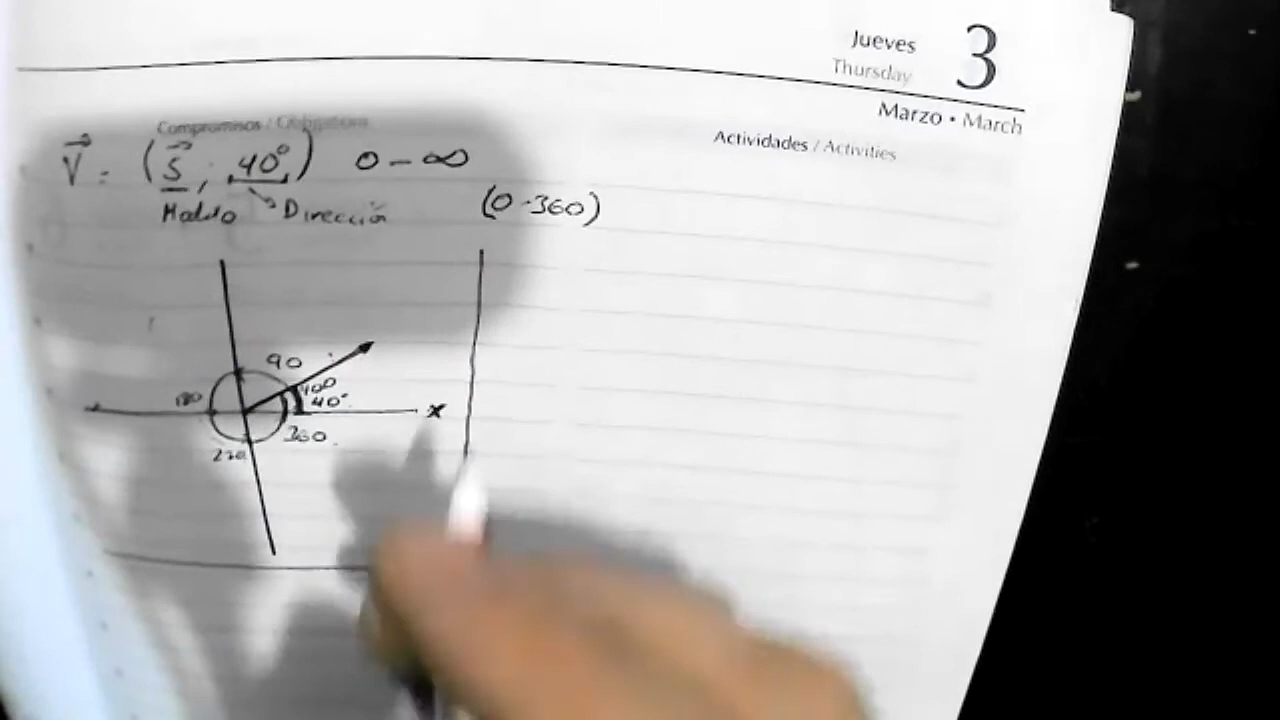 Jueves 3
Thursday
Marzo • March
Compromisos / Obligations
Actividades / Activities
V⃗ = (5⃗ ; 40°) 0 - ∞
Modulo Dirección (0 - 360)
90
180 40°
x
360
270